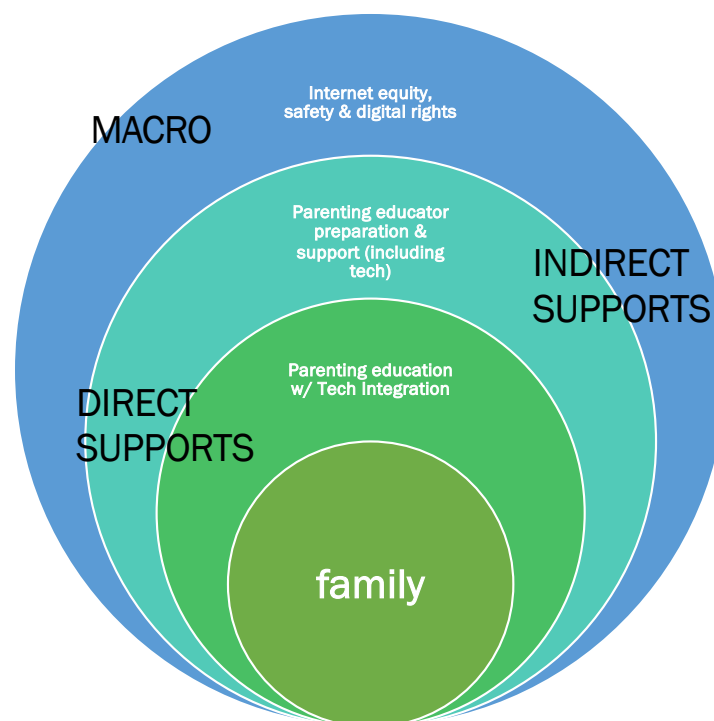 Internet equity,
safety & digital rights
MACRO
Parenting educator
preparation &
support (including
tech)
INDIRECT
SUPPORTS
Parenting education
w/ Tech Integration
DIRECT
SUPPORTS
family